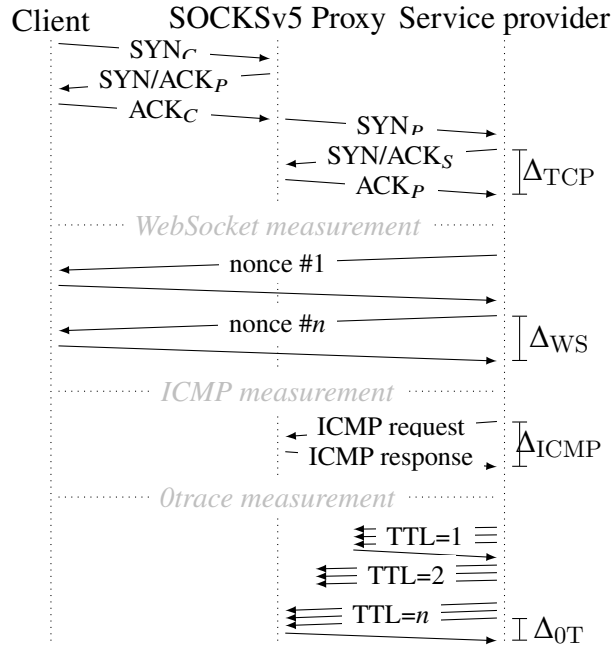 Client SOCKSv5 Proxy Service provider
SYN_C
SYN/ACK_P
ACK_C
SYN_P
SYN/ACK_S
ACK_P
Δ_TCP
WebSocket measurement
nonce #1
nonce #n
Δ_WS
ICMP measurement
ICMP request
ICMP response
Δ_ICMP
0trace measurement
TTL=1
TTL=2
TTL=n
Δ_0T